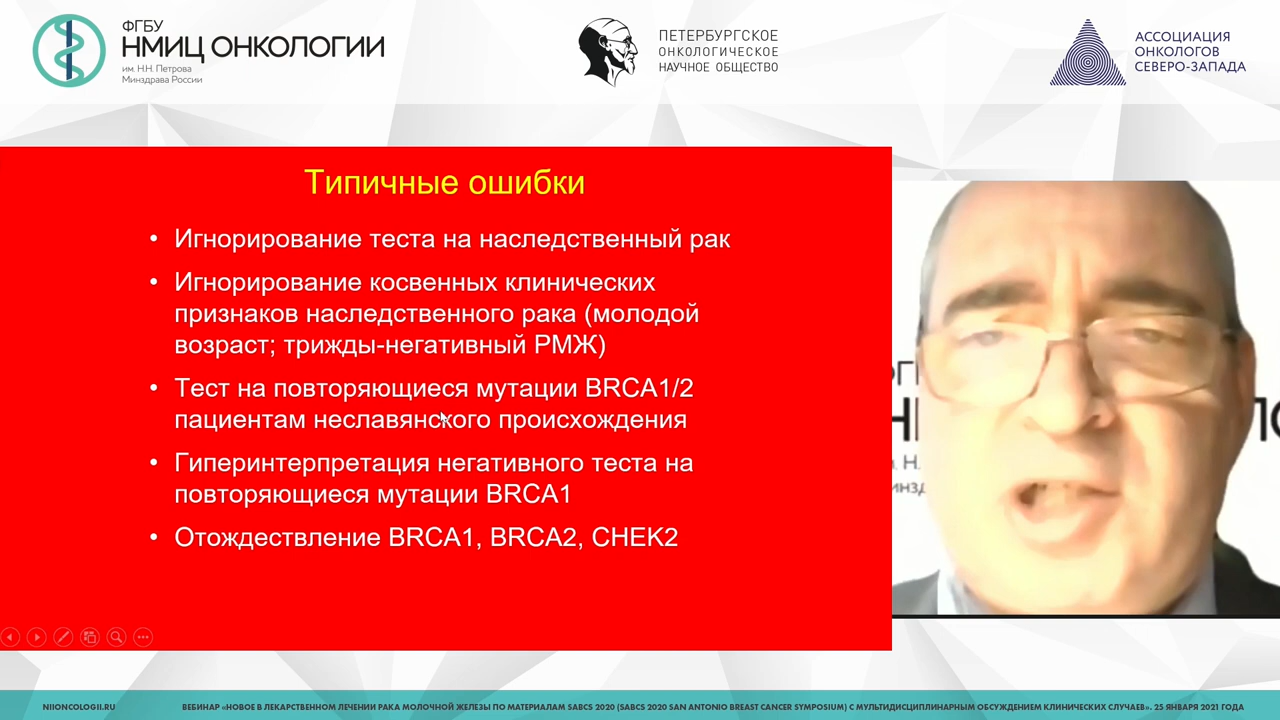 ФГБУ
НМИЦ ОНКОЛОГИИ
им. Н.Н. Петрова
Минздрава России
ПЕТЕРБУРГСКОЕ
ОНКОЛОГИЧЕСКОЕ
НАУЧНОЕ ОБЩЕСТВО
АССОЦИАЦИЯ
ОНКОЛОГОВ
СЕВЕРО-ЗАПАДА
Типичные ошибки
• Игнорирование теста на наследственный рак
• Игнорирование косвенных клинических
признаков наследственного рака (молодой
возраст; трижды-негативный РМЖ)
• Тест на повторяющиеся мутации BRCA1/2
пациентам неславянского происхождения
• Гиперинтерпретация негативного теста на
повторяющиеся мутации BRCA1
• Отождествление BRCA1, BRCA2, CHEK2
NIIONCOLOGII.RU
ВЕБИНАР «НОВОЕ В ЛЕКАРСТВЕННОМ ЛЕЧЕНИИ РАКА МОЛОЧНОЙ ЖЕЛЕЗЫ ПО МАТЕРИАЛАМ SABCS 2020 (SABCS 2020 SAN ANTONIO BREAST CANCER SYMPOSIUM) С МУЛЬТИДИСЦИПЛИНАРНЫМ ОБСУЖДЕНИЕМ КЛИНИЧЕСКИХ СЛУЧАЕВ». 25 ЯНВАРЯ 2021 ГОДА